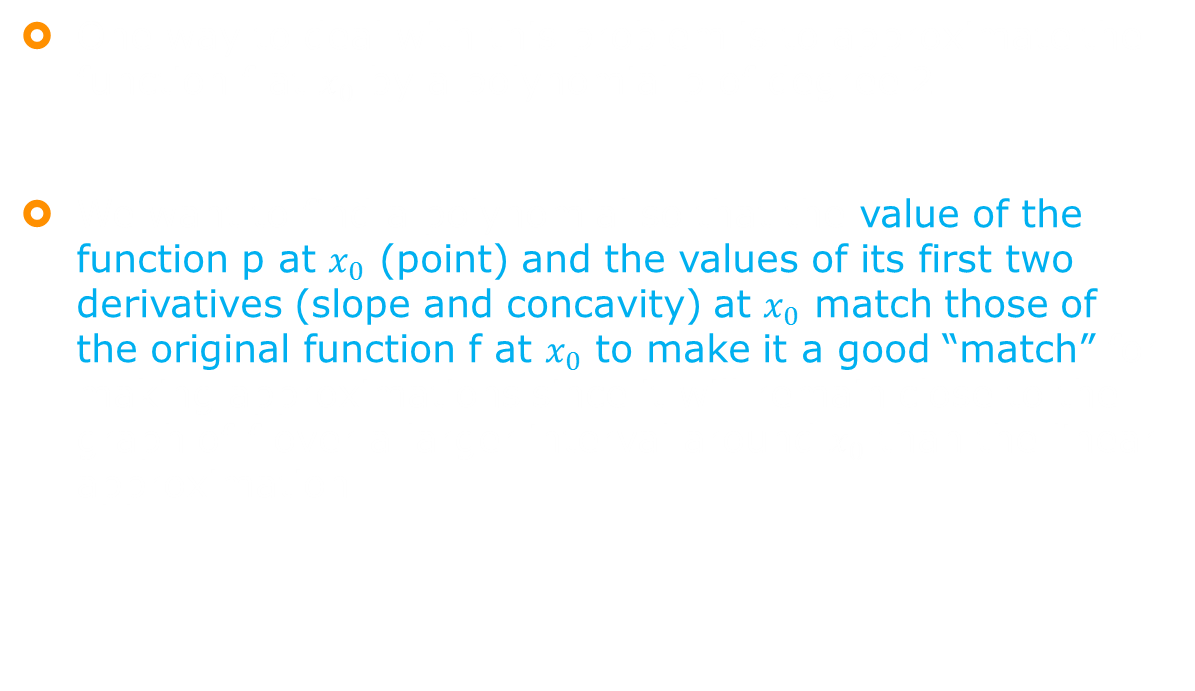 value of the
function p at x₀ (point) and the values of its first two
derivatives (slope and concavity) at x₀ match those of
the original function f at x₀ to make it a good “match”